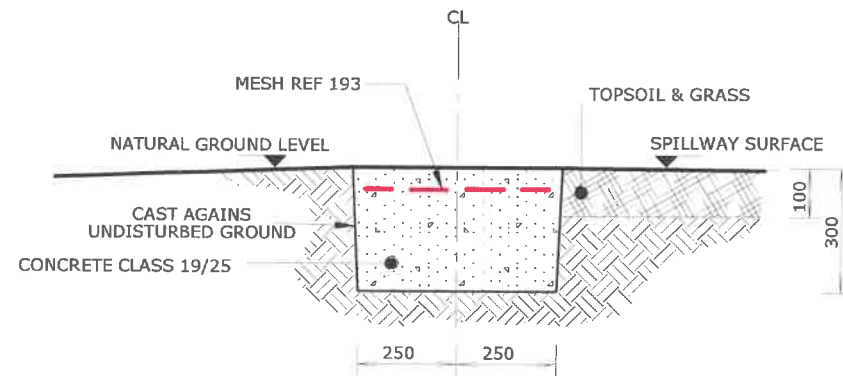 CL
MESH REF 193
TOPSOIL & GRASS
NATURAL GROUND LEVEL
SPILLWAY SURFACE
100
300
CAST AGAINS
UNDISTURBED GROUND
CONCRETE CLASS 19/25
250
250